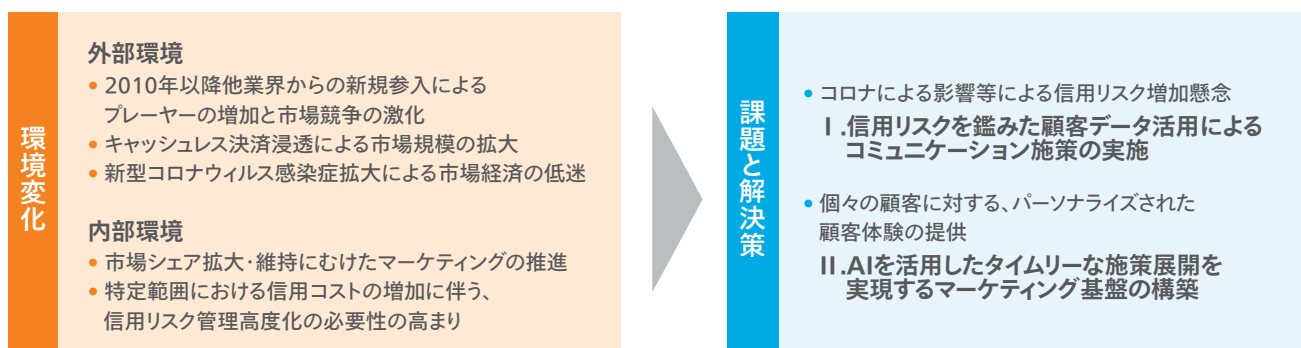 環境変化
外部環境
• 2010年以降他業界からの新規参入による
プレーヤーの増加と市場競争の激化
• キャッシュレス決済浸透による市場規模の拡大
• 新型コロナウィルス感染症拡大による市場経済の低迷
内部環境
• 市場シェア拡大・維持にむけたマーケティングの推進
• 特定範囲における信用コストの増加に伴う、
信用リスク管理高度化の必要性の高まり
課題と解決策
• コロナによる影響等による信用リスク増加懸念
Ⅰ.信用リスクを鑑みた顧客データ活用による
コミュニケーション施策の実施
• 個々の顧客に対する、パーソナライズされた
顧客体験の提供
Ⅱ.AIを活用したタイムリーな施策展開を
実現するマーケティング基盤の構築